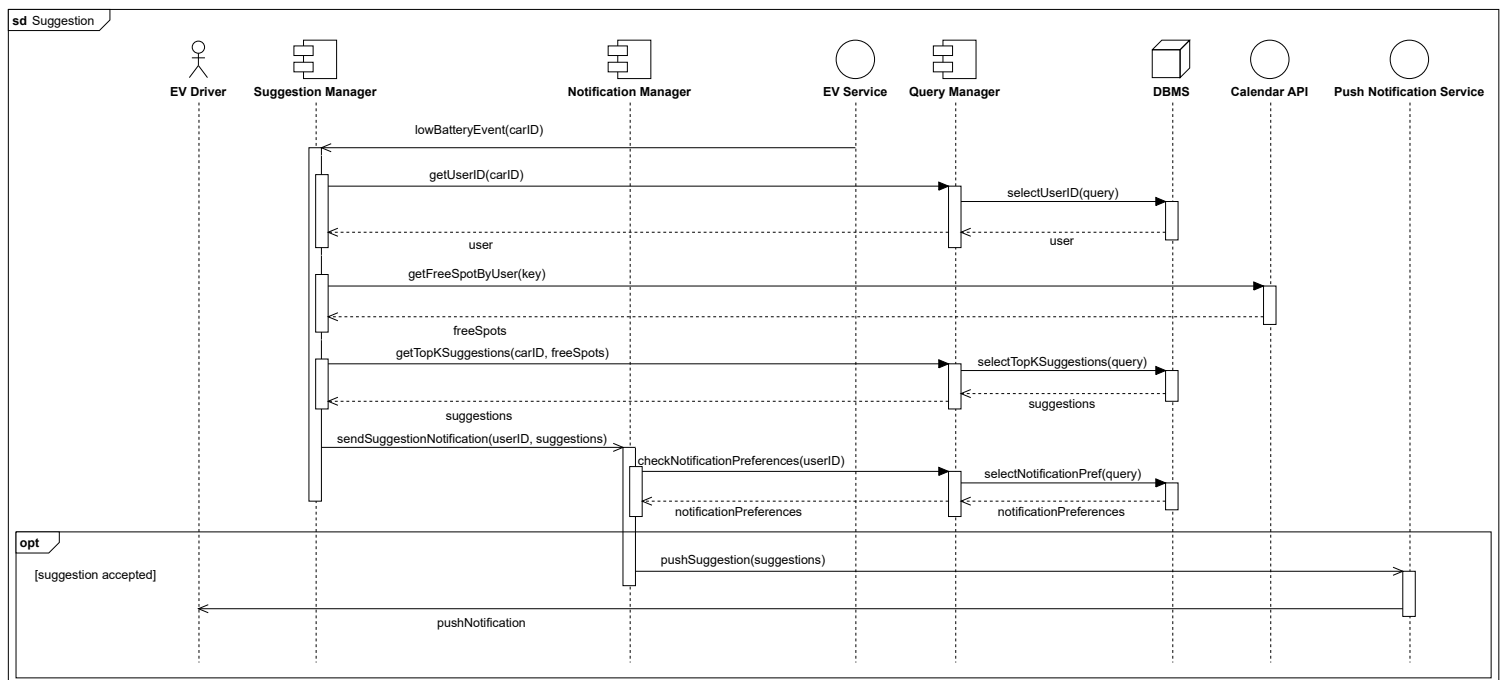 sd Suggestion
EV Driver
Suggestion Manager
Notification Manager
EV Service
Query Manager
DBMS
Calendar API
Push Notification Service
lowBatteryEvent(carID)
getUserID(carID)
selectUserID(query)
user
user
getFreeSpotByUser(key)
freeSpots
getTopKSuggestions(carID, freeSpots)
selectTopKSuggestions(query)
suggestions
suggestions
sendSuggestionNotification(userID, suggestions)
checkNotificationPreferences(userID)
selectNotificationPref(query)
notificationPreferences
notificationPreferences
opt
pushSuggestion(suggestions)
[suggestion accepted]
pushNotification